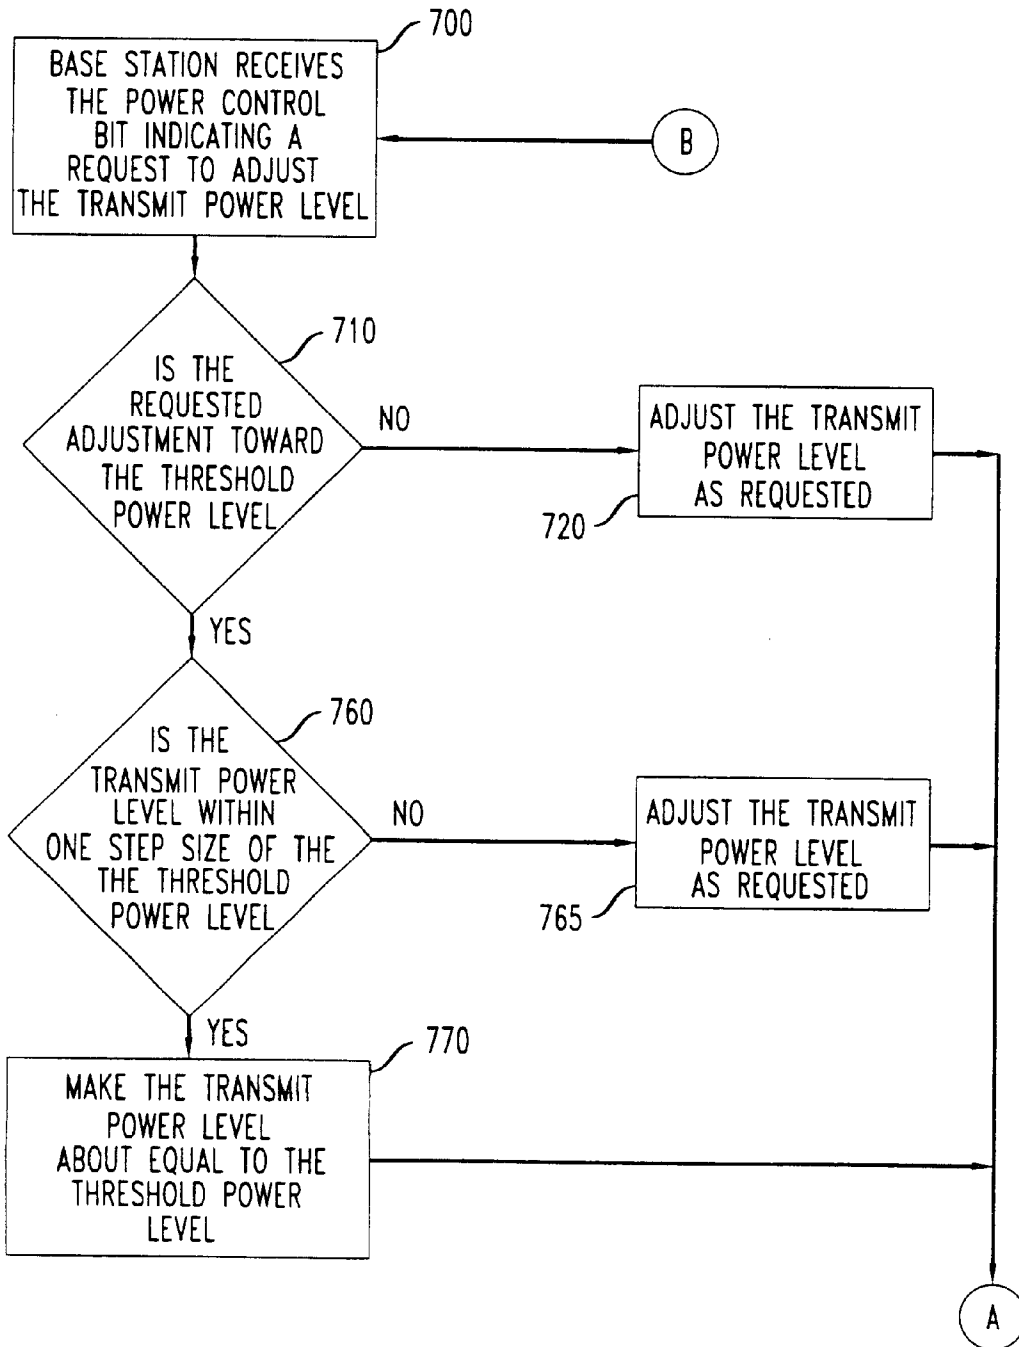 700
BASE STATION RECEIVES
THE POWER CONTROL
BIT INDICATING A
REQUEST TO ADJUST
THE TRANSMIT POWER LEVEL
B
710
IS THE
REQUESTED
ADJUSTMENT TOWARD
THE THRESHOLD
POWER LEVEL
NO
ADJUST THE TRANSMIT
POWER LEVEL
AS REQUESTED
720
YES
760
IS THE
TRANSMIT POWER
LEVEL WITHIN
ONE STEP SIZE OF THE
THE THRESHOLD
POWER LEVEL
NO
ADJUST THE TRANSMIT
POWER LEVEL
AS REQUESTED
765
YES
770
MAKE THE TRANSMIT
POWER LEVEL
ABOUT EQUAL TO THE
THRESHOLD POWER
LEVEL
A